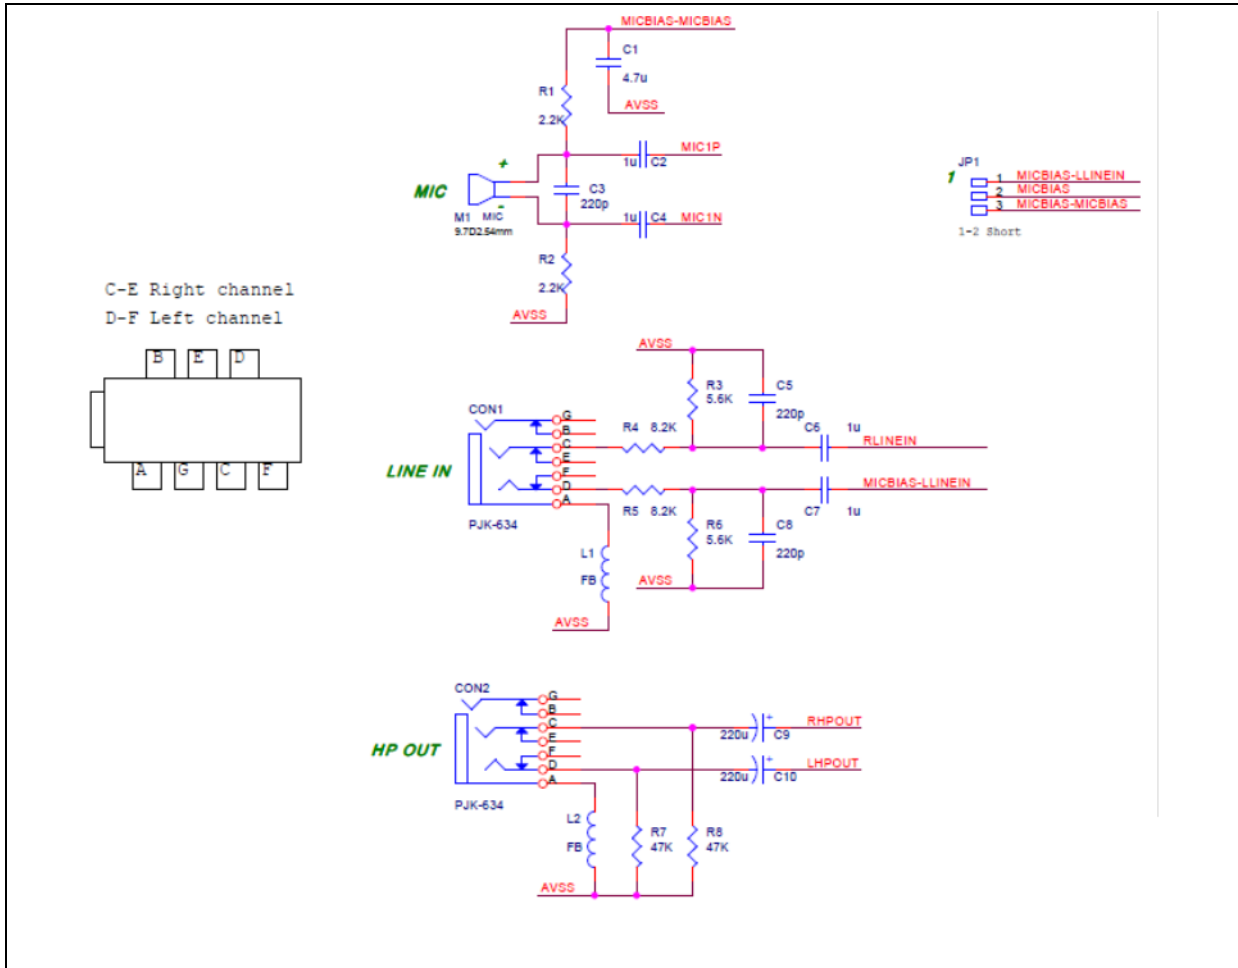 MICBIAS-MICBIAS
C1
4.7u
AVSS
R1
2.2K
1u C2 MIC1P
+
MIC
-
M1 MIC
9.7D2.54mm
C3
220p
1u C4 MIC1N
R2
2.2K
AVSS
JP1
1
1 MICBIAS-LLINEIN
2 MICBIAS
3 MICBIAS-MICBIAS
1-2 Short
C-E Right channel
D-F Left channel
B E D
A G C F
AVSS
R3
5.6K
C5
220p
CON1
G
B
C
E
F
D
A
LINE IN
PJK-634
R4 8.2K
C6 1u
RLINEIN
MICBIAS-LLINEIN
R5 8.2K
C7 1u
R6
5.6K
C8
220p
L1
FB
AVSS
AVSS
CON2
G
B
C
E
F
D
A
HP OUT
PJK-634
220u + C9 RHPOUT
220u + C10 LHPOUT
L2
FB
R7
47K
R8
47K
AVSS